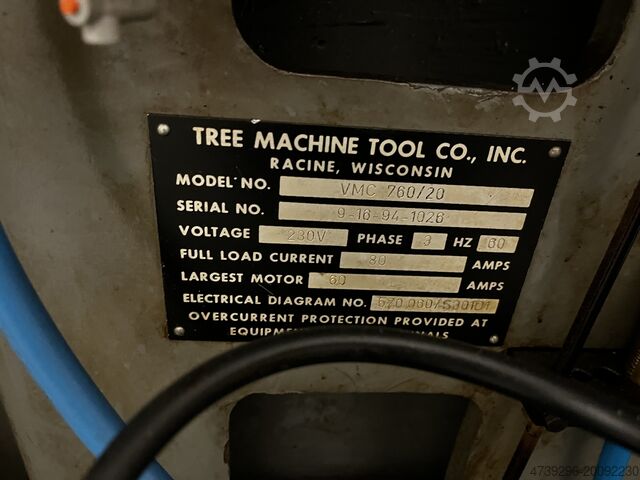 TREE MACHINE TOOL CO., INC.
RACINE, WISCONSIN
MODEL NO. VMC 760/20
SERIAL NO. 9-16-94-1026
VOLTAGE 230V PHASE 3 HZ 60
FULL LOAD CURRENT 80 AMPS
LARGEST MOTOR 60 AMPS
ELECTRICAL DIAGRAM NO.
OVERCURRENT PROTECTION PROVIDED AT
4739296-20092230